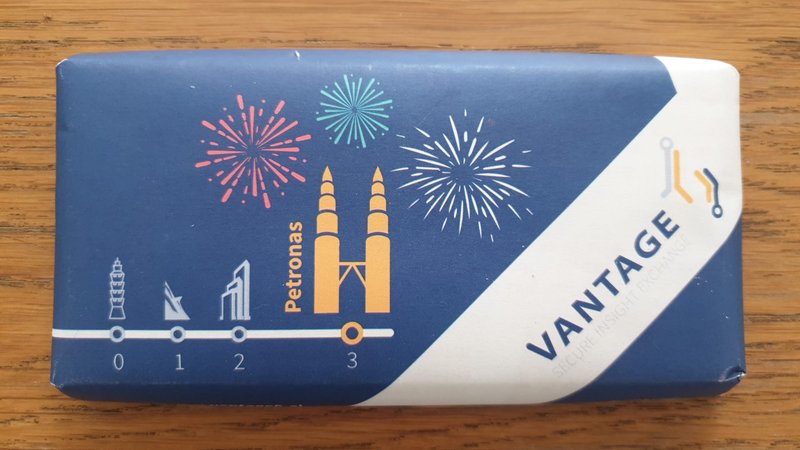 Petronas
0 1 2 3
VANTAGE
SECURE INSIGHT EXCHANGE